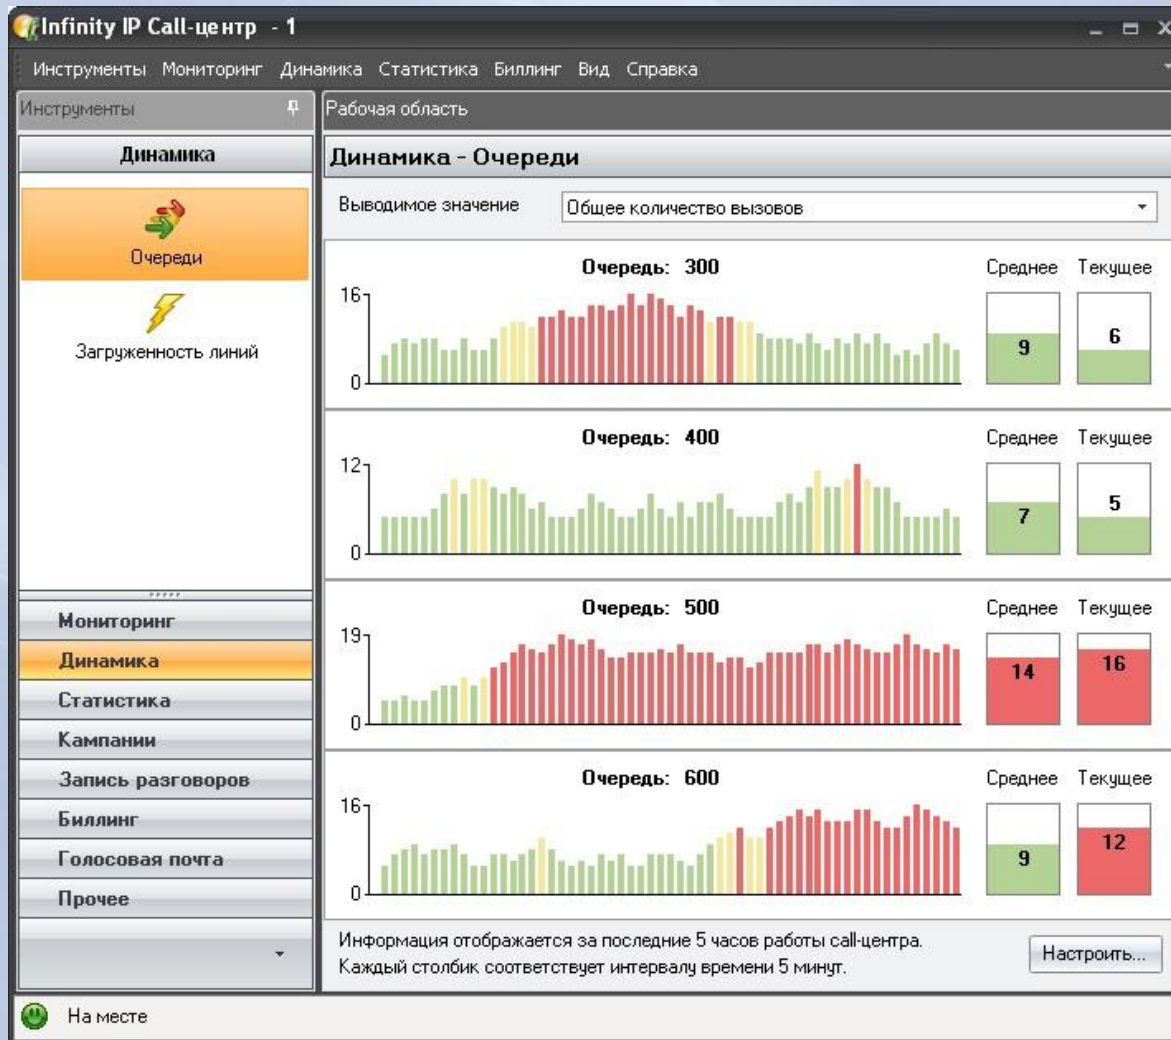 Infinity IP Call-центр - 1
Инструменты Мониторинг Динамика Статистика Биллинг Вид Справка
Инструменты
Динамика
Очереди
Загруженность линий
Мониторинг
Динамика
Статистика
Кампании
Запись разговоров
Биллинг
Голосовая почта
Прочее
Рабочая область
Динамика - Очереди
Выводимое значение Общее количество вызовов
Очередь: 300 Среднее Текущее
16
0
9 6
Очередь: 400 Среднее Текущее
12
0
7 5
Очередь: 500 Среднее Текущее
19
0
14 16
Очередь: 600 Среднее Текущее
16
0
9 12
Информация отображается за последние 5 часов работы call-центра.
Каждый столбик соответствует интервалу времени 5 минут.
Настроить...
На месте